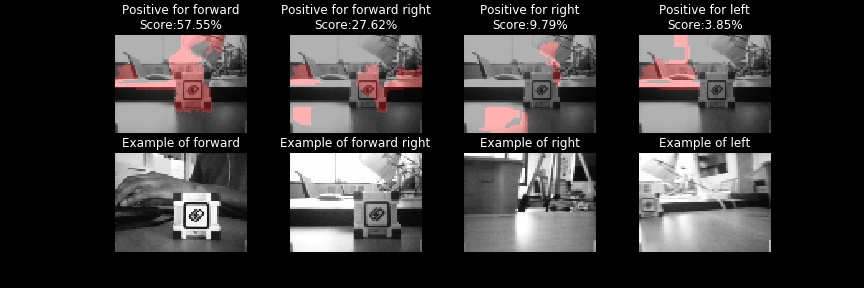 Positive for forward
Score:57.55%
Positive for forward right
Score:27.62%
Positive for right
Score:9.79%
Positive for left
Score:3.85%
Example of forward
Example of forward right
Example of right
Example of left